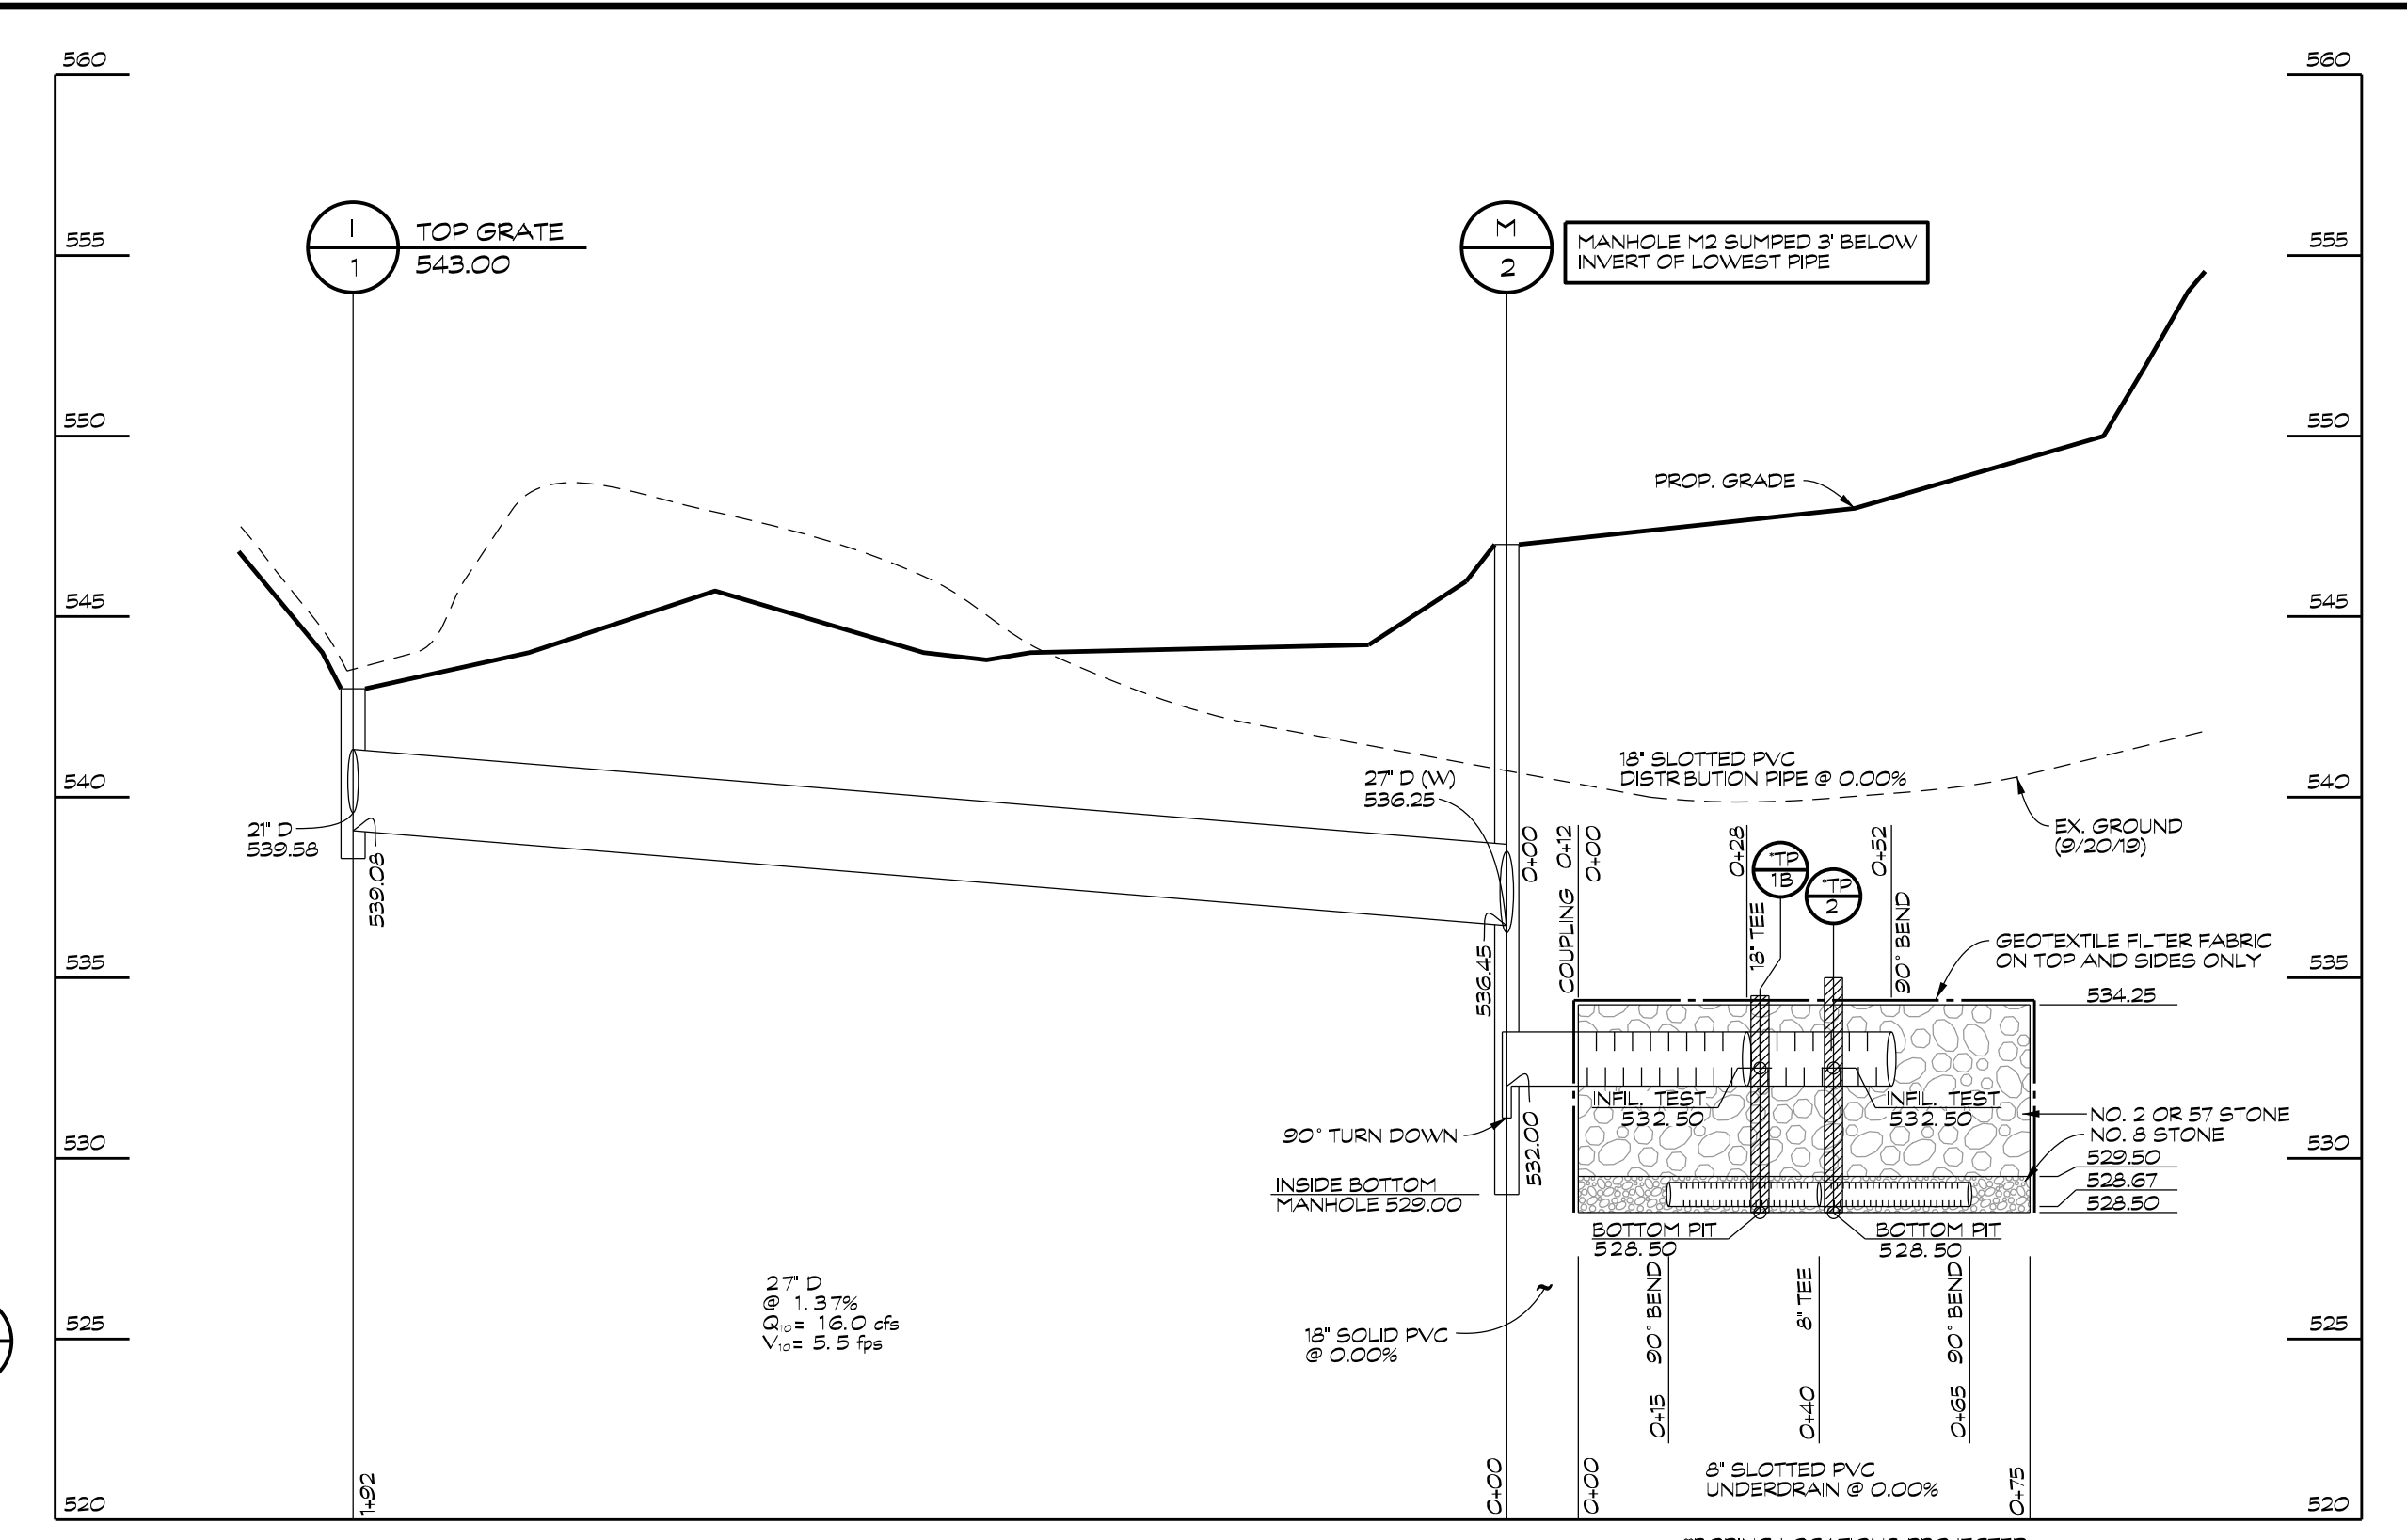 560
560
I
1
TOP GRATE
543.00
M
2
MANHOLE M2 SUMPED 3' BELOW
INVERT OF LOWEST PIPE
555
555
550
550
PROP. GRADE
545
545
18" SLOTTED PVC
DISTRIBUTION PIPE @ 0.00%
27" D (W)
536.25
540
540
21" D
539.58
539.08
EX. GROUND
(9/20/19)
0+00
COUPLING 0+12
0+00
0+28
18" TEE
*TP
1B
*TP
2
0+52
90° BEND
GEOTEXTILE FILTER FABRIC
ON TOP AND SIDES ONLY
535
535
536.45
534.25
INFIL. TEST
532.50
INFIL. TEST
532.50
532.00
90° TURN DOWN
NO. 2 OR 57 STONE
NO. 8 STONE
530
530
529.50
528.67
528.50
INSIDE BOTTOM
MANHOLE 529.00
BOTTOM PIT
528.50
BOTTOM PIT
528.50
27" D
@ 1.37%
Q10= 16.0 cfs
V10= 5.5 fps
18" SOLID PVC
@ 0.00%
525
525
0+15 90° BEND
0+40 8" TEE
0+65 90° BEND
8" SLOTTED PVC
UNDERDRAIN @ 0.00%
1+92
0+00
0+00
0+75
520
520
*BORING LOCATIONS PROJECTED